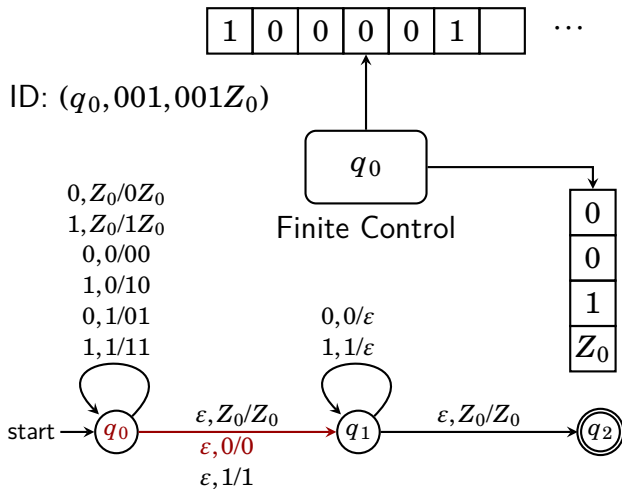 1 0 0 0 0 1 ⋯
ID: (q₀, 001, 001Z₀)
q₀
Finite Control
0
0
1
Z₀
0, Z₀/0Z₀
1, Z₀/1Z₀
0, 0/00
1, 0/10
0, 1/01
1, 1/11
0, 0/ε
1, 1/ε
start q₀ ε, Z₀/Z₀ q₁ ε, Z₀/Z₀ q₂
ε, 0/0
ε, 1/1